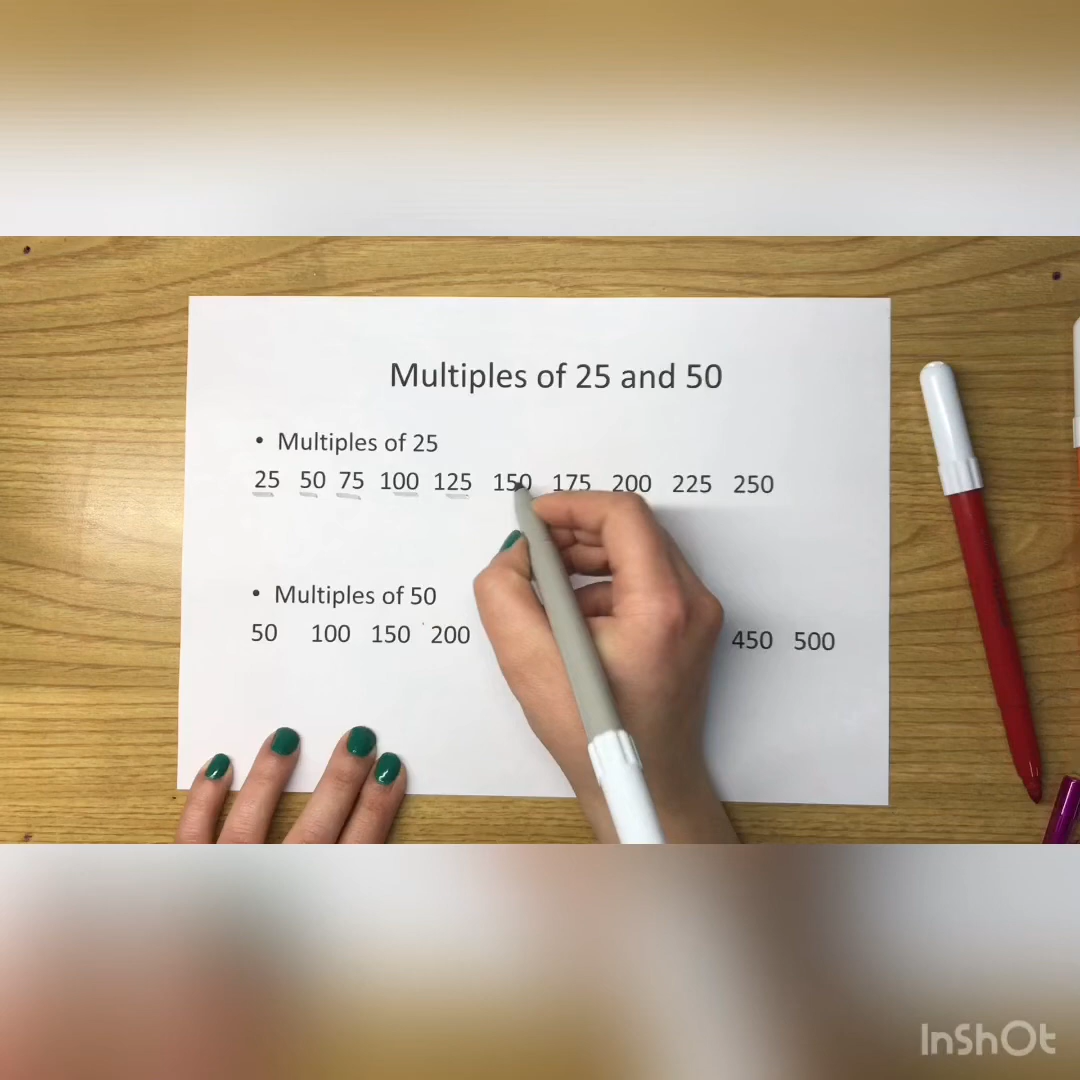 Multiples of 25 and 50
• Multiples of 25
25 50 75 100 125 150 175 200 225 250
• Multiples of 50
50 100 150 200 450 500
InShOt